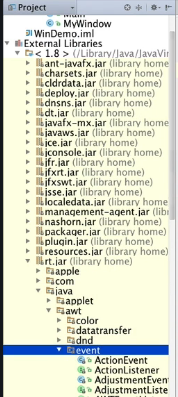 Project
Main
MyWindow
WinDemo.iml
External Libraries
< 1.8 > (/Library/Java/JavaVir
ant-javafx.jar (library home)
charsets.jar (library home)
cldrdata.jar (library home)
deploy.jar (library home)
dnsns.jar (library home)
dt.jar (library home)
javafx-mx.jar (library home)
javaws.jar (library home)
jce.jar (library home)
jconsole.jar (library home)
jfr.jar (library home)
jfxrt.jar (library home)
jfxswt.jar (library home)
jsse.jar (library home)
localedata.jar (library home)
management-agent.jar (library home)
nashorn.jar (library home)
packager.jar (library home)
plugin.jar (library home)
resources.jar (library home)
rt.jar (library home)
apple
com
java
applet
awt
color
datatransfer
dnd
event
ActionEvent
ActionListener
AdjustmentEvent
AdjustmentListe